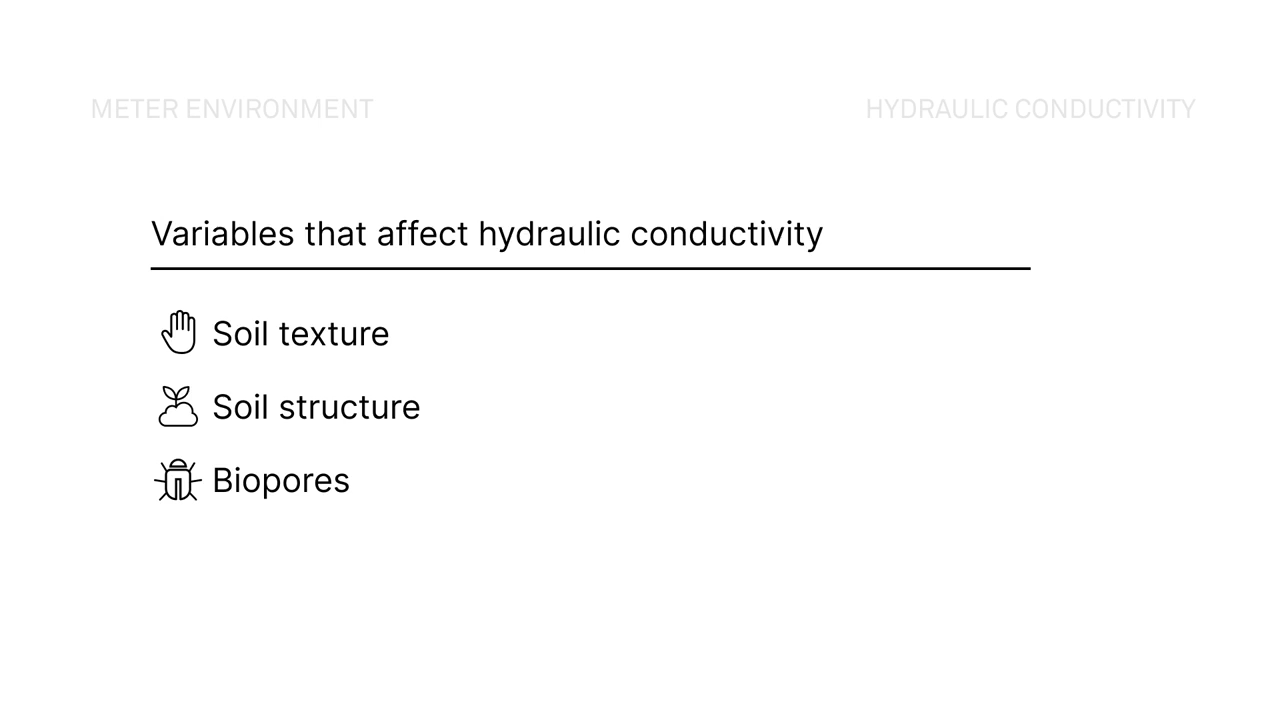 METER ENVIRONMENT
HYDRAULIC CONDUCTIVITY
Variables that affect hydraulic conductivity
Soil texture
Soil structure
Biopores